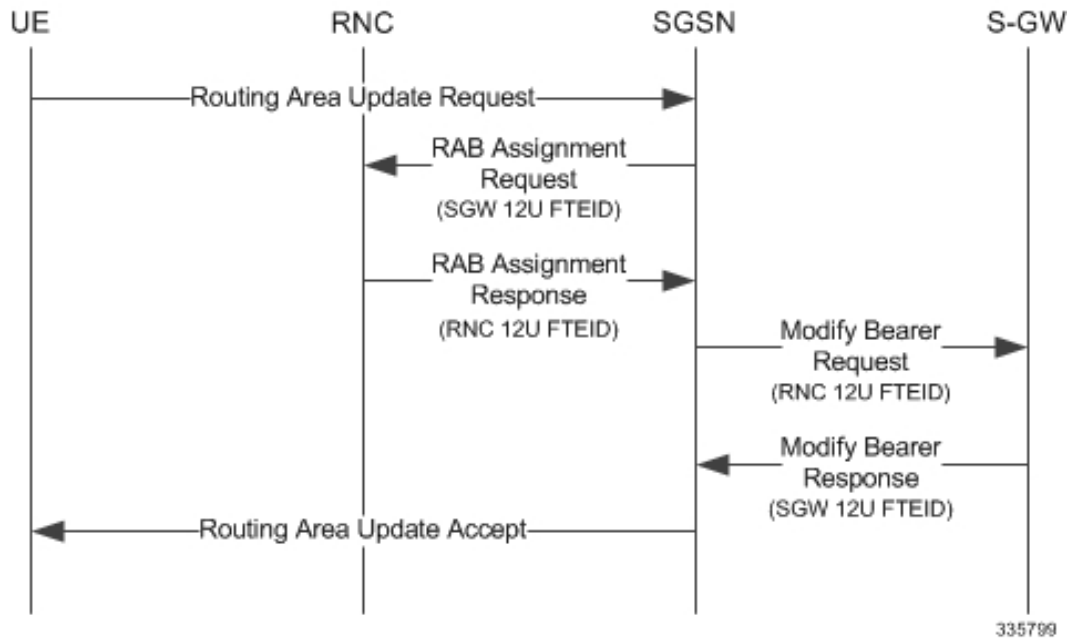 UE RNC SGSN S-GW
Routing Area Update Request
RAB Assignment
Request
(SGW 12U FTEID)
RAB Assignment
Response
(RNC 12U FTEID)
Modify Bearer
Request
(RNC 12U FTEID)
Modify Bearer
Response
(SGW 12U FTEID)
Routing Area Update Accept
335799